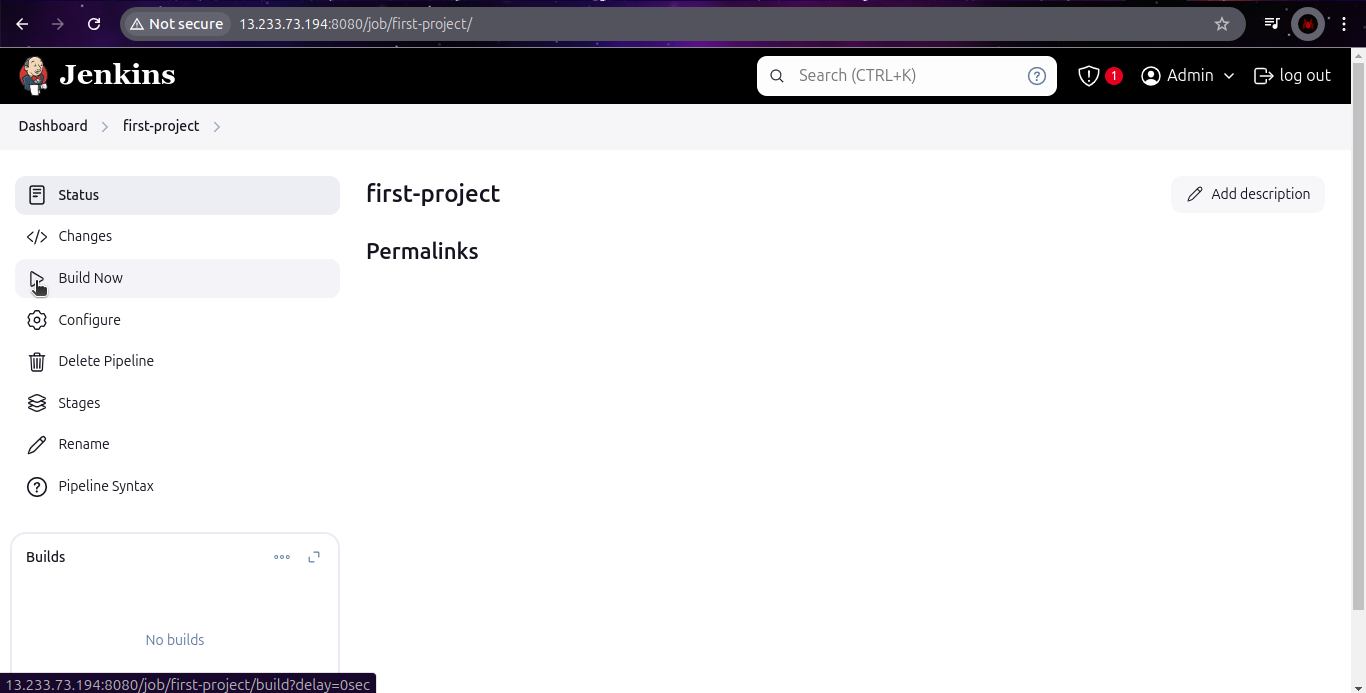 Not secure 13.233.73.194:8080/job/first-project/
Jenkins Search (CTRL+K) ? 1 Admin log out
Dashboard first-project
Status
Changes
Build Now
Configure
Delete Pipeline
Stages
Rename
Pipeline Syntax
first-project
Add description
Permalinks
Builds
No builds
13.233.73.194:8080/job/first-project/build?delay=0sec